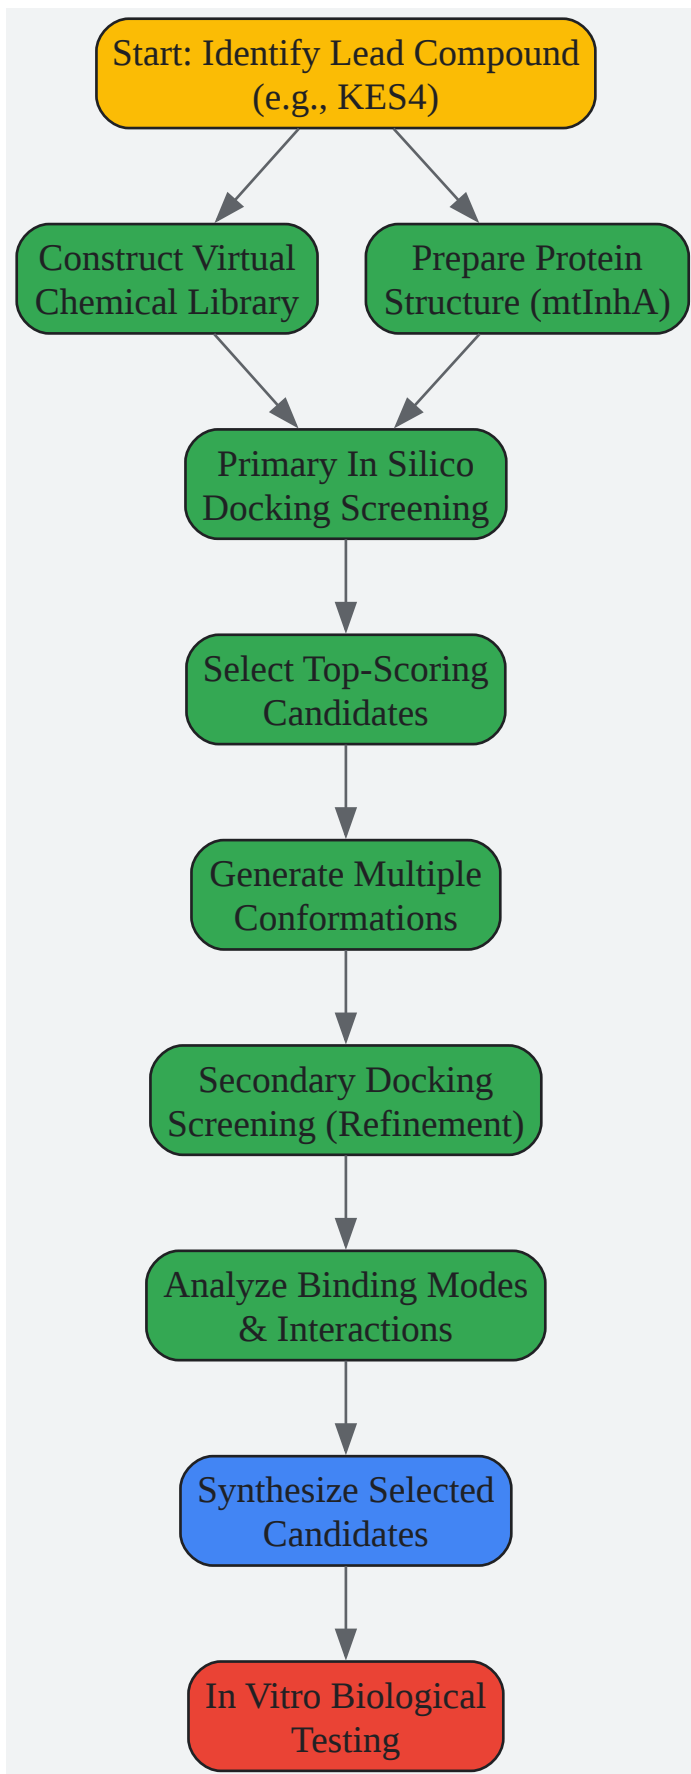 Start: Identify Lead Compound
(e.g., KES4)
Construct Virtual
Chemical Library
Prepare Protein
Structure (mtInhA)
Primary In Silico
Docking Screening
Select Top-Scoring
Candidates
Generate Multiple
Conformations
Secondary Docking
Screening (Refinement)
Analyze Binding Modes
& Interactions
Synthesize Selected
Candidates
In Vitro Biological
Testing